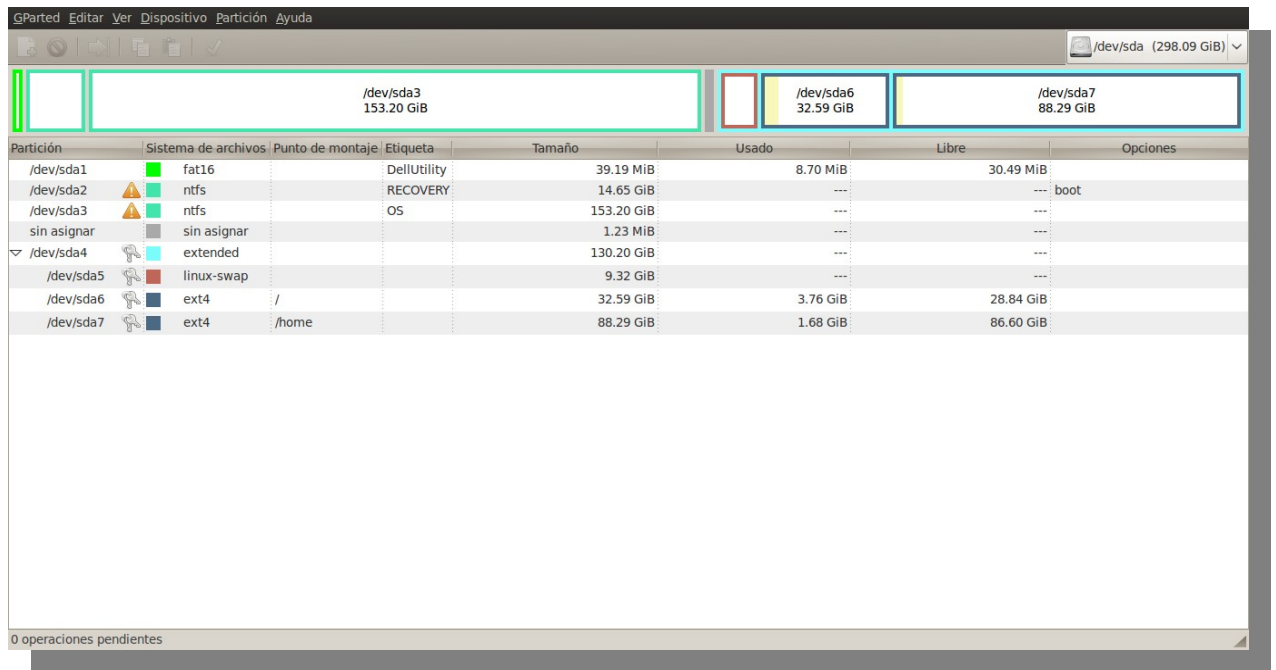 GParted Editar Ver Dispositivo Partición Ayuda
/dev/sda (298.09 GiB)
/dev/sda3
153.20 GiB
/dev/sda6
32.59 GiB
/dev/sda7
88.29 GiB
Partición Sistema de archivos Punto de montaje Etiqueta Tamaño Usado Libre Opciones
/dev/sda1 fat16 DellUtility 39.19 MiB 8.70 MiB 30.49 MiB
/dev/sda2 ntfs RECOVERY 14.65 GiB --- --- boot
/dev/sda3 ntfs OS 153.20 GiB --- ---
sin asignar sin asignar 1.23 MiB --- ---
/dev/sda4 extended 130.20 GiB --- ---
/dev/sda5 linux-swap 9.32 GiB --- ---
/dev/sda6 ext4 / 32.59 GiB 3.76 GiB 28.84 GiB
/dev/sda7 ext4 /home 88.29 GiB 1.68 GiB 86.60 GiB
0 operaciones pendientes